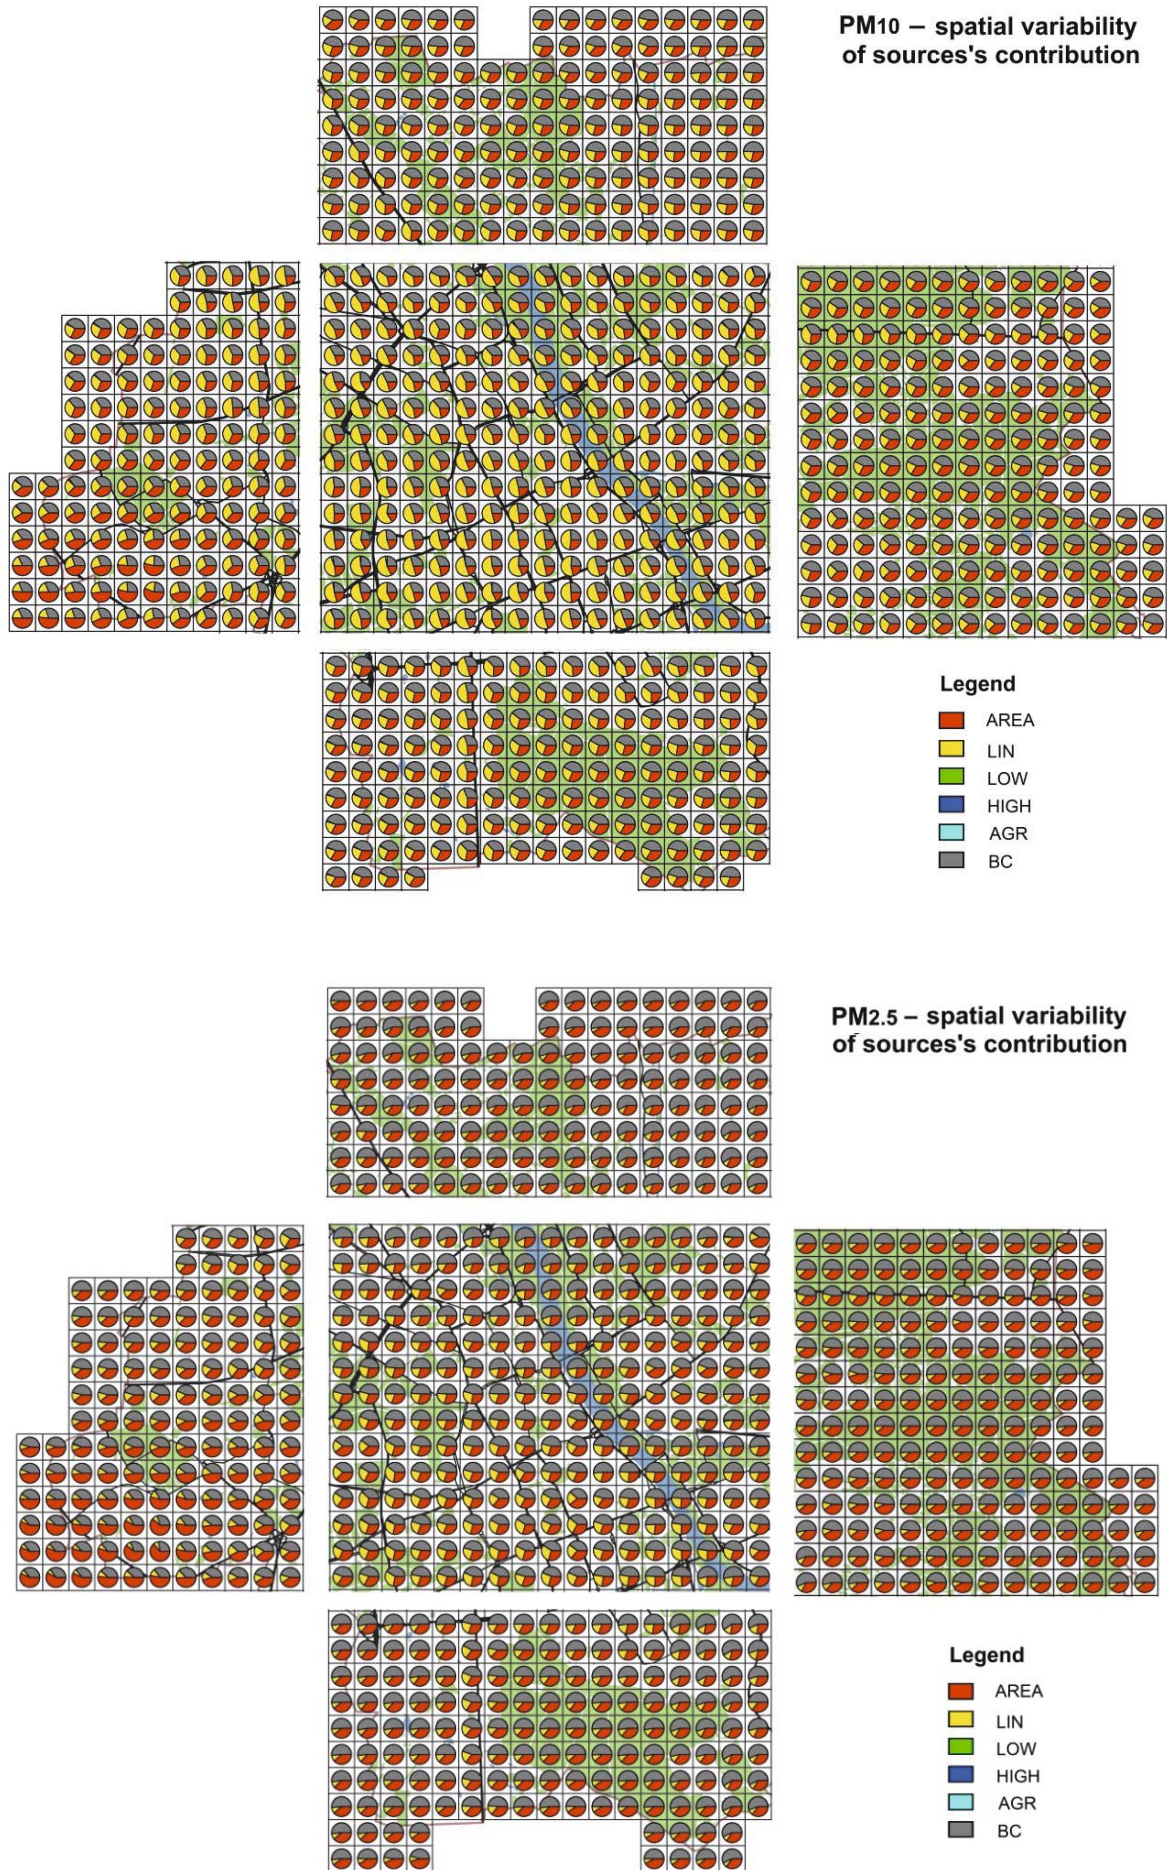 PM10 – spatial variability
of sources's contribution
Legend
AREA
LIN
LOW
HIGH
AGR
BC
PM2.5 – spatial variability
of sources's contribution
Legend
AREA
LIN
LOW
HIGH
AGR
BC